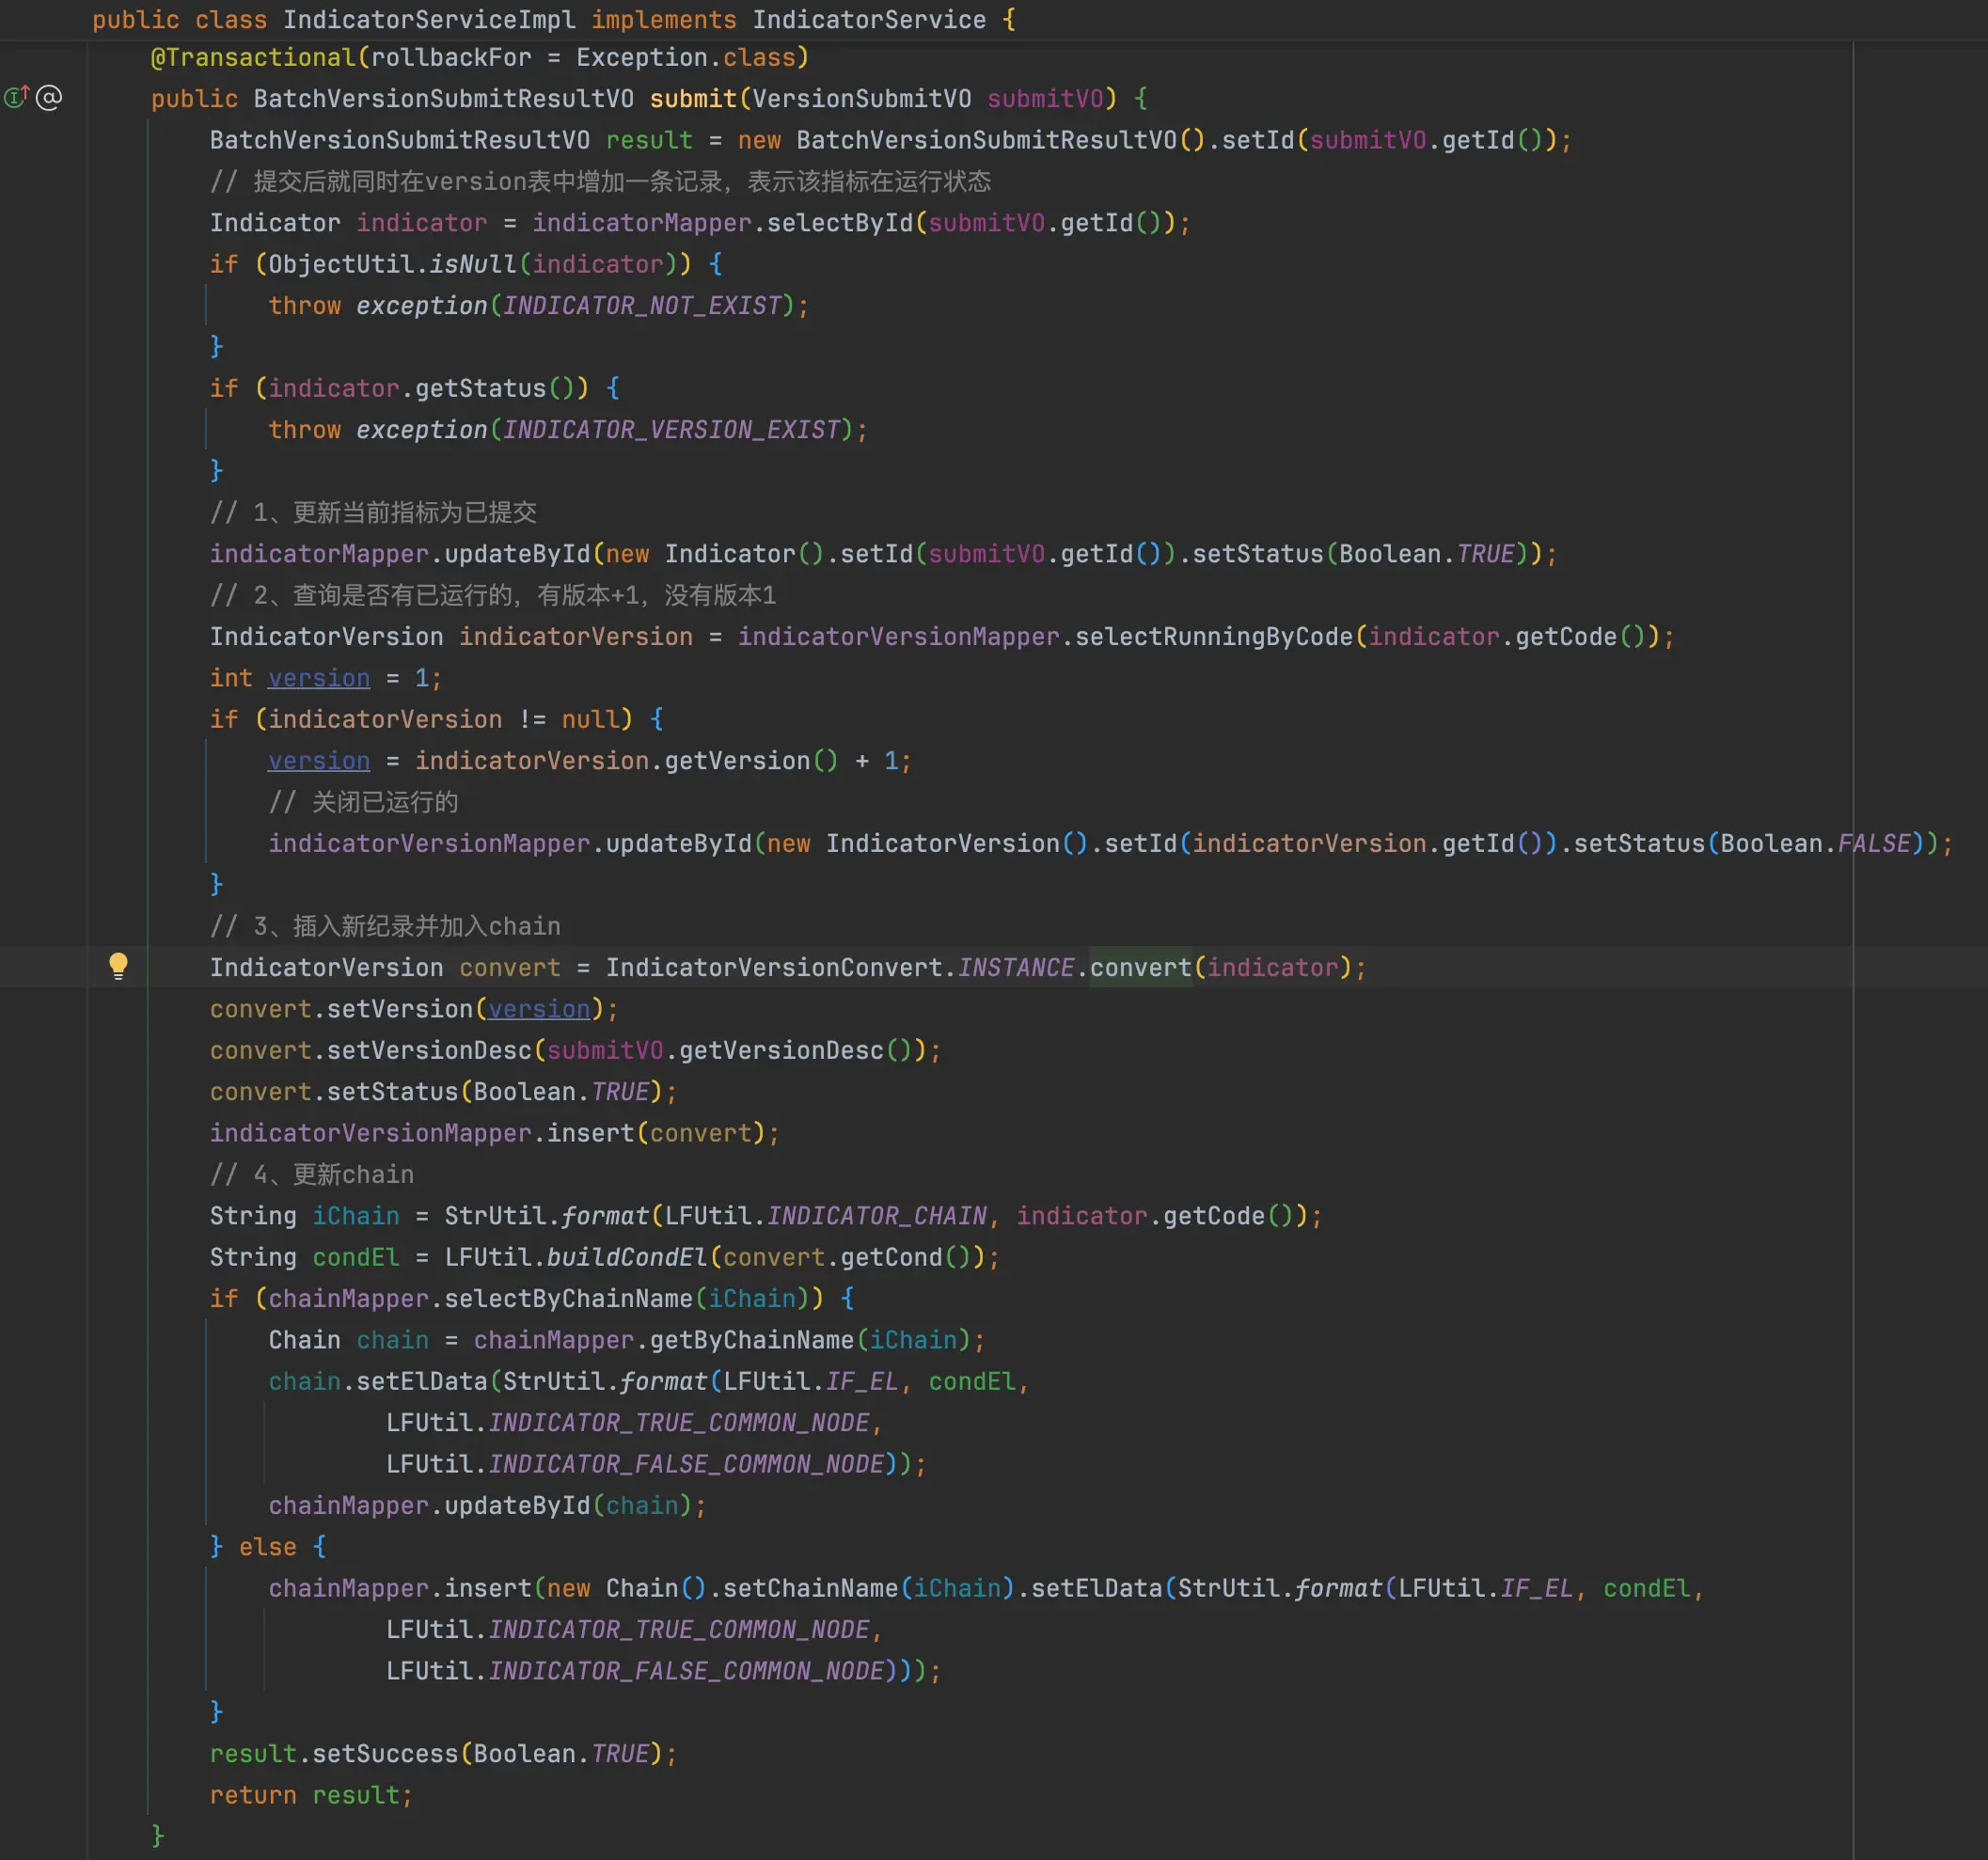 public class IndicatorServiceImpl implements IndicatorService {
@Transactional(rollbackFor = Exception.class)
public BatchVersionSubmitResultVO submit(VersionSubmitVO submitVO) {
BatchVersionSubmitResultVO result = new BatchVersionSubmitResultVO().setId(submitVO.getId());
// 提交后就同时在version表中增加一条记录，表示该指标在运行状态
Indicator indicator = indicatorMapper.selectById(submitVO.getId());
if (ObjectUtil.isNull(indicator)) {
throw exception(INDICATOR_NOT_EXIST);
}
if (indicator.getStatus()) {
throw exception(INDICATOR_VERSION_EXIST);
}
// 1、更新当前指标为已提交
indicatorMapper.updateById(new Indicator().setId(submitVO.getId()).setStatus(Boolean.TRUE));
// 2、查询是否有已运行的，有版本+1，没有版本1
IndicatorVersion indicatorVersion = indicatorVersionMapper.selectRunningByCode(indicator.getCode());
int version = 1;
if (indicatorVersion != null) {
version = indicatorVersion.getVersion() + 1;
// 关闭已运行的
indicatorVersionMapper.updateById(new IndicatorVersion().setId(indicatorVersion.getId()).setStatus(Boolean.FALSE));
}
// 3、插入新纪录并加入chain
IndicatorVersion convert = IndicatorVersionConvert.INSTANCE.convert(indicator);
convert.setVersion(version);
convert.setVersionDesc(submitVO.getVersionDesc());
convert.setStatus(Boolean.TRUE);
indicatorVersionMapper.insert(convert);
// 4、更新chain
String iChain = StrUtil.format(LFUtil.INDICATOR_CHAIN, indicator.getCode());
String condEl = LFUtil.buildCondEl(convert.getCond());
if (chainMapper.selectByChainName(iChain)) {
Chain chain = chainMapper.getByChainName(iChain);
chain.setElData(StrUtil.format(LFUtil.IF_EL, condEl,
LFUtil.INDICATOR_TRUE_COMMON_NODE,
LFUtil.INDICATOR_FALSE_COMMON_NODE));
chainMapper.updateById(chain);
} else {
chainMapper.insert(new Chain().setChainName(iChain).setElData(StrUtil.format(LFUtil.IF_EL, condEl,
LFUtil.INDICATOR_TRUE_COMMON_NODE,
LFUtil.INDICATOR_FALSE_COMMON_NODE)));
}
result.setSuccess(Boolean.TRUE);
return result;
}